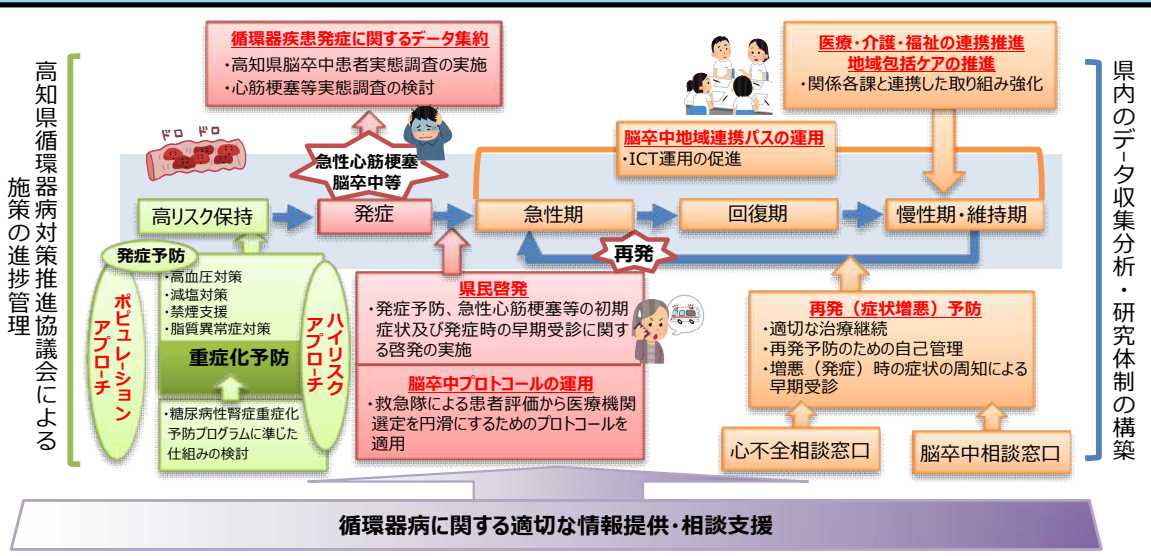 高知県循環器病対策推進協議会による
施策の進捗管理
循環器疾患発症に関するデータ集約
・高知県脳卒中患者実態調査の実施
・心筋梗塞等実態調査の検討
医療・介護・福祉の連携推進
地域包括ケアの推進
・関係各課と連携した取り組み強化
脳卒中地域連携パスの運用
・ICT運用の促進
ドロ ドロ
急性心筋梗塞
脳卒中等
高リスク保持
発症
急性期
回復期
慢性期・維持期
再発
発症予防
・高血圧対策
・減塩対策
・禁煙支援
・脂質異常症対策
重症化予防
・糖尿病性腎症重症化
予防プログラムに準じた
仕組みの検討
ポピュレーション
アプローチ
ハイリスク
アプローチ
県民啓発
・発症予防、急性心筋梗塞等の初期
症状及び発症時の早期受診に関す
る啓発の実施
脳卒中プロトコールの運用
・救急隊による患者評価から医療機関
選定を円滑にするためのプロトコールを
適用
再発（症状増悪）予防
・適切な治療継続
・再発予防のための自己管理
・増悪（発症）時の症状の周知による
早期受診
心不全相談窓口
脳卒中相談窓口
県内のデータ収集分析・研究体制の構築
循環器病に関する適切な情報提供・相談支援